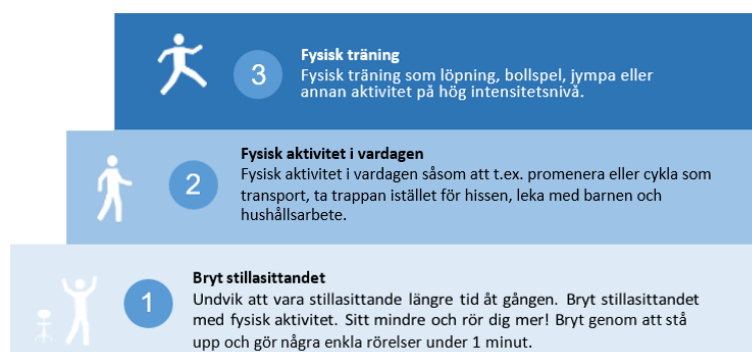 3
Fysisk träning
Fysisk träning som löpning, bollspel, jympa eller
annan aktivitet på hög intensitetsnivå.
2
Fysisk aktivitet i vardagen
Fysisk aktivitet i vardagen såsom att t.ex. promenera eller cykla som
transport, ta trappan istället för hissen, leka med barnen och
hushållsarbete.
1
Bryt stillasittandet
Undvik att vara stillasittande längre tid åt gången. Bryt stillasittandet
med fysisk aktivitet. Sitt mindre och rör dig mer! Bryt genom att stå
upp och gör några enkla rörelser under 1 minut.